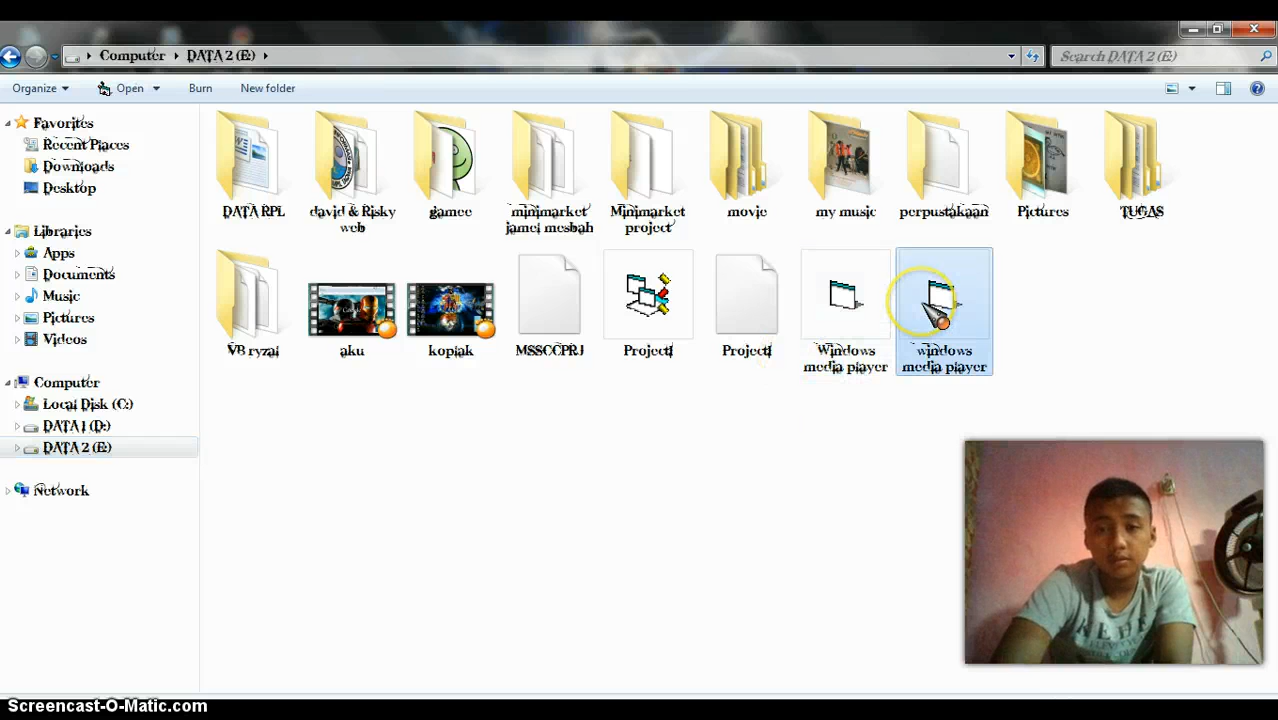 Computer DATA 2 (E:)
Search DATA 2 (E:)
Organize Open Burn New folder
Favorites
Recent Places
Downloads
Desktop
Libraries
Apps
Documents
Music
Pictures
Videos
Computer
Local Disk (C:)
DATA 1 (D:)
DATA 2 (E:)
Network
DATA RPL
david & Risky
web
gamee
minimarket
jamel mesbah
Minimarket
project
movie
my music
perpustakaan
Pictures
TUGAS
VB ryzal
aku
koplak
MSSCCPRJ
Project1
Project1
Windows
media player
windows
media player
Screencast-O-Matic.com